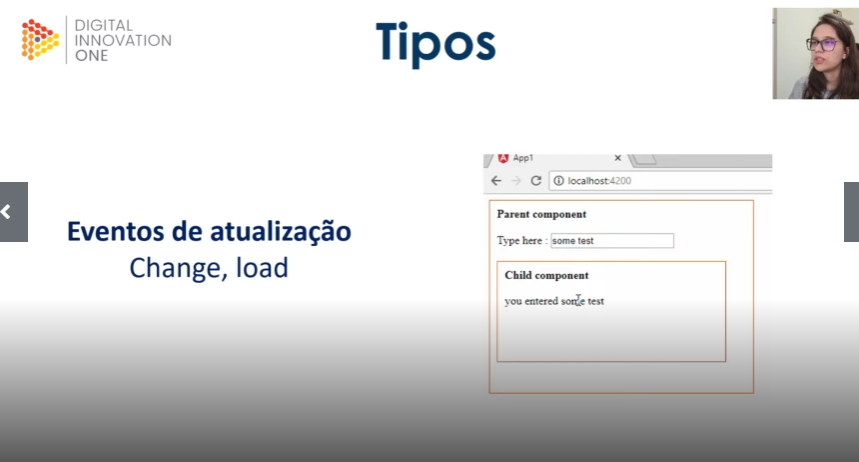 DIGITAL
INNOVATION
ONE
Tipos
Eventos de atualização
Change, load
App1
localhost:4200
Parent component
Type here : some test
Child component
you entered some test